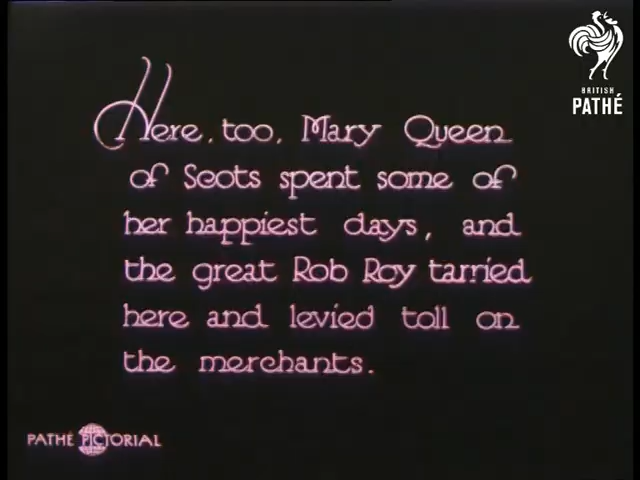 BRITISH
PATHÉ
Here, too, Mary Queen
of Scots spent some of
her happiest days, and
the great Rob Roy tarried
here and levied toll on
the merchants.
PATHÉ PICTORIAL